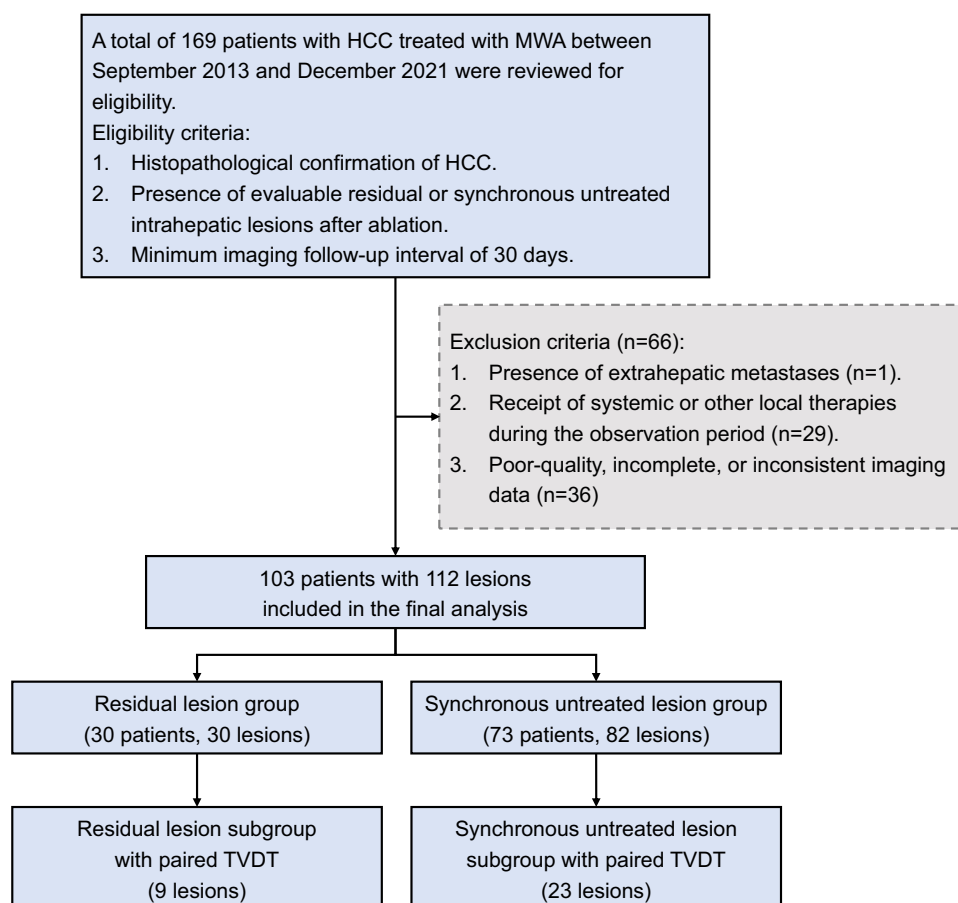 A total of 169 patients with HCC treated with MWA between
September 2013 and December 2021 were reviewed for
eligibility.
Eligibility criteria:
1. Histopathological confirmation of HCC.
2. Presence of evaluable residual or synchronous untreated
intrahepatic lesions after ablation.
3. Minimum imaging follow-up interval of 30 days.
Exclusion criteria (n=66):
1. Presence of extrahepatic metastases (n=1).
2. Receipt of systemic or other local therapies
during the observation period (n=29).
3. Poor-quality, incomplete, or inconsistent imaging
data (n=36)
103 patients with 112 lesions
included in the final analysis
Residual lesion group
(30 patients, 30 lesions)
Synchronous untreated lesion group
(73 patients, 82 lesions)
Residual lesion subgroup
with paired TVDT
(9 lesions)
Synchronous untreated lesion
subgroup with paired TVDT
(23 lesions)